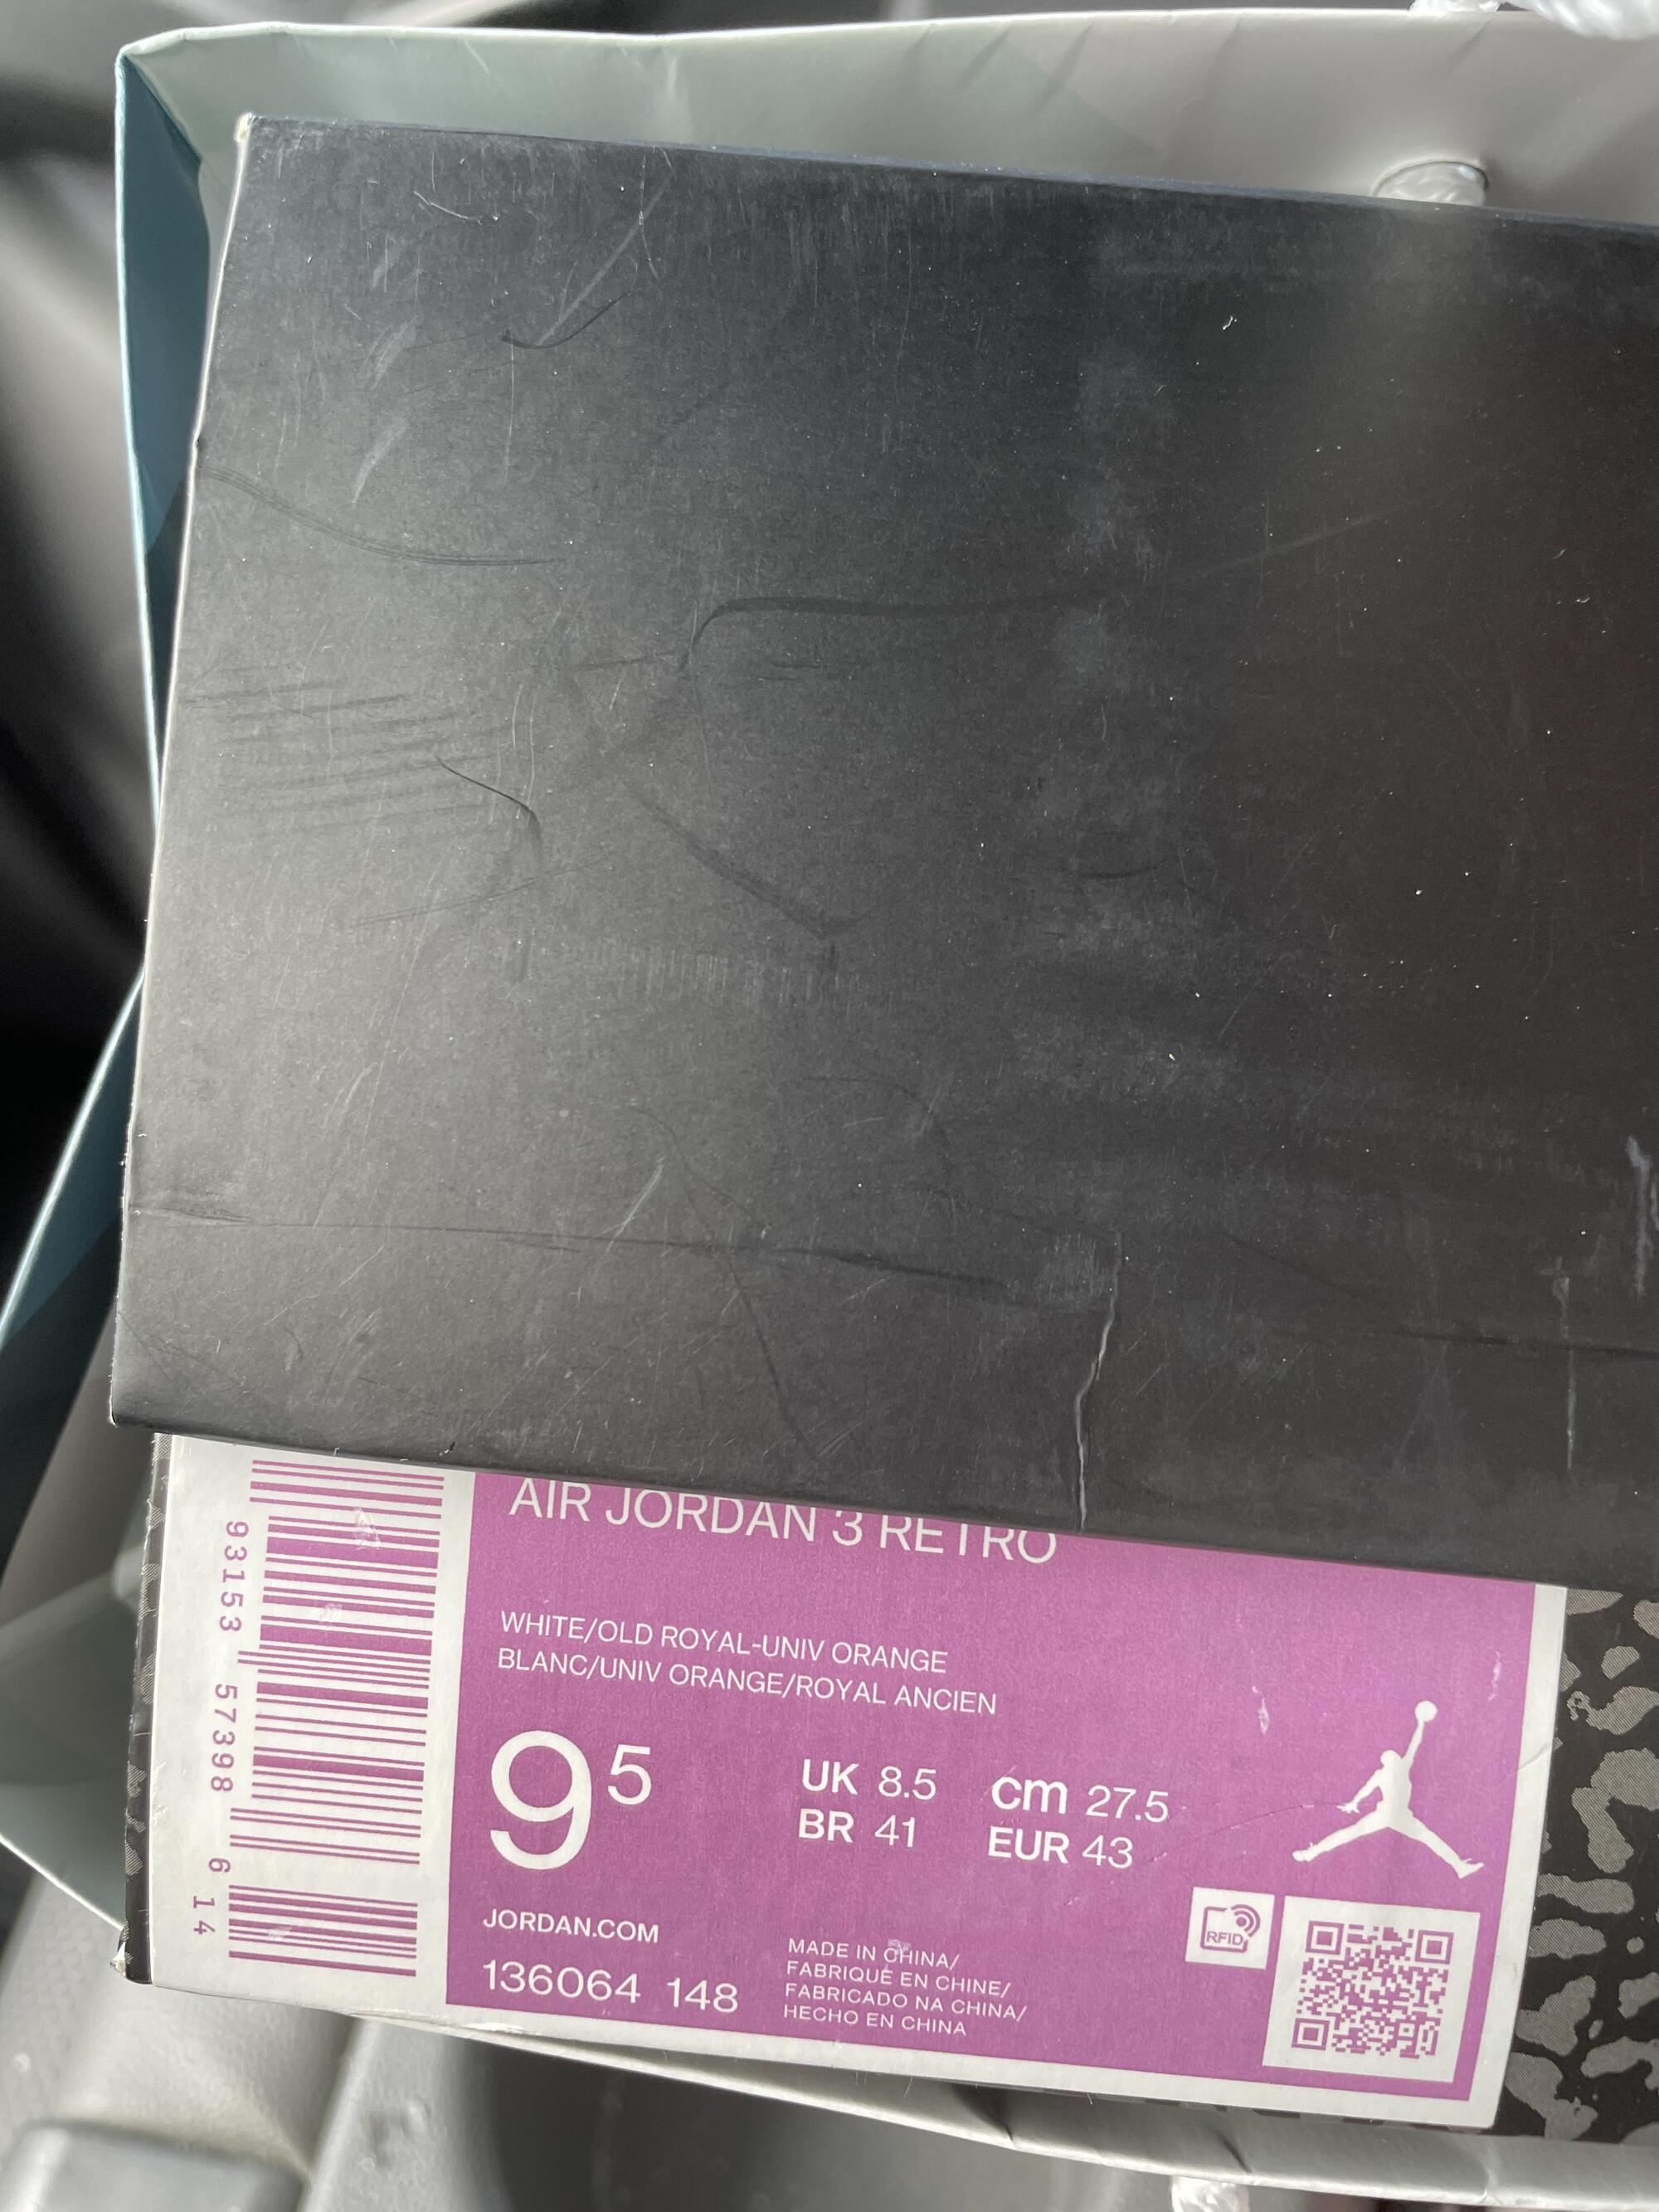 AIR JORDAN 3 RETRO
WHITE/OLD ROYAL-UNIV ORANGE
BLANC/UNIV ORANGE/ROYAL ANCIEN
9⁵
UK 8.5 cm 27.5
BR 41 EUR 43
JORDAN.COM
136064 148
MADE IN CHINA/
FABRIQUÉ EN CHINE/
FABRICADO NA CHINA/
HECHO EN CHINA
RFID
93153 57398 6 14